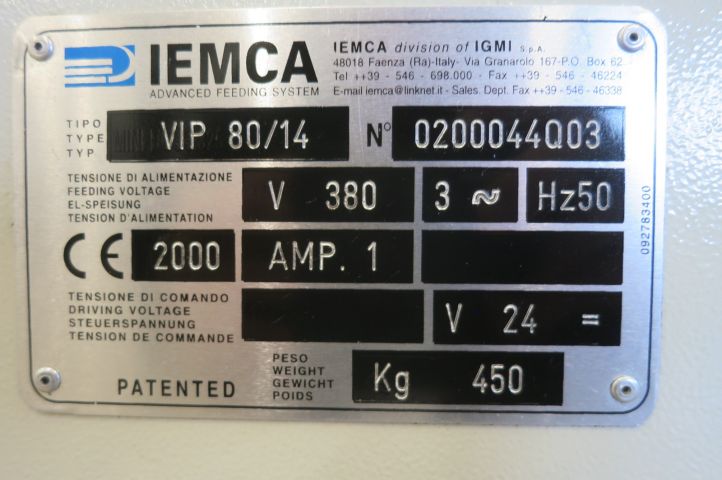 IEMCA
ADVANCED FEEDING SYSTEM
IEMCA division of IGMI S.p.A.
48018 Faenza (Ra)-Italy- Via Granarolo 167-P.O. Box 62
Tel ++39 - 546 - 698.000 - Fax ++39 - 546 - 46224
E-mail iemca@linknet.it - Sales. Dept. Fax ++39 - 546 - 46338
TIPO
TYPE
TYP
VIP 80/14
N° 0200044Q03
TENSIONE DI ALIMENTAZIONE
FEEDING VOLTAGE
EL-SPEISUNG
TENSION D'ALIMENTATION
V 380
3 ~
Hz50
CE 2000
AMP. 1
TENSIONE DI COMANDO
DRIVING VOLTAGE
STEUERSPANNUNG
TENSION DE COMMANDE
V 24 =
PATENTED
PESO
WEIGHT
GEWICHT
POIDS
Kg 450
092783400